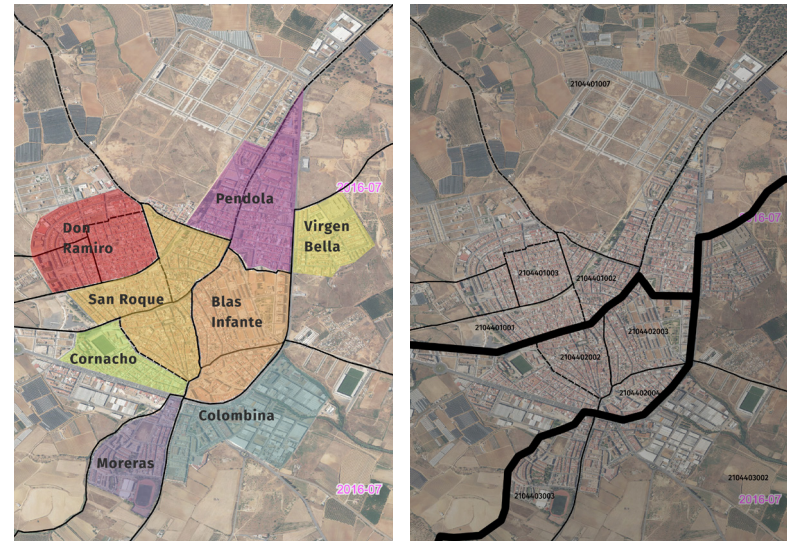 Pendola
2016-07
Don
Ramiro
Virgen
Bella
San Roque
Blas
Infante
Cornacho
Colombina
Moreras
2016-07
2104401007
2016-07
2104401003
2104401002
2104401001
2104402003
2104402002
2104402004
2104403002
2104403003
2016-07